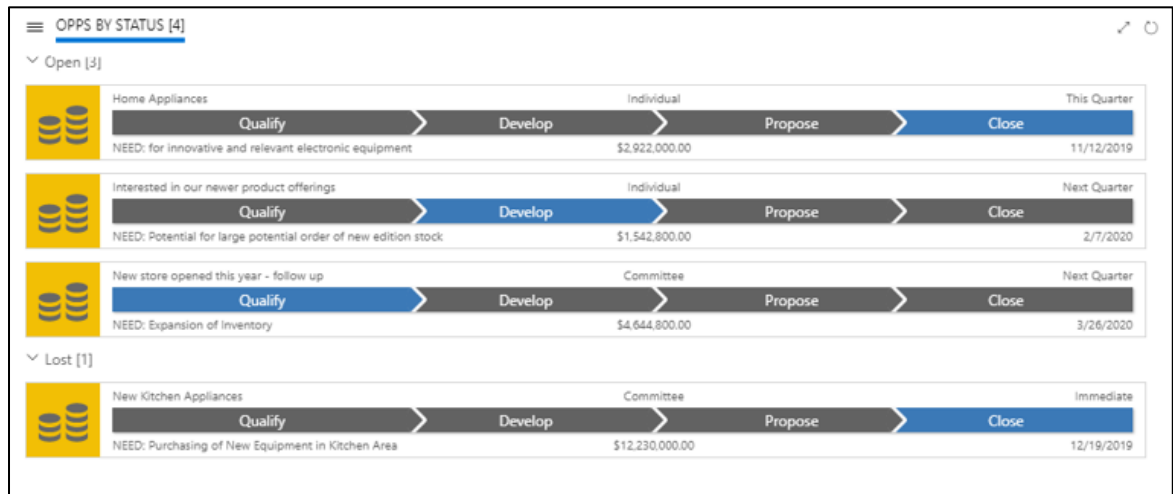 OPPS BY STATUS [4]
Open [3]
Home Appliances Individual This Quarter
Qualify Develop Propose Close
NEED: for innovative and relevant electronic equipment $2,922,000.00 11/12/2019
Interested in our newer product offerings Individual Next Quarter
Qualify Develop Propose Close
NEED: Potential for large potential order of new edition stock $1,542,800.00 2/7/2020
New store opened this year - follow up Committee Next Quarter
Qualify Develop Propose Close
NEED: Expansion of Inventory $4,644,800.00 3/26/2020
Lost [1]
New Kitchen Appliances Committee Immediate
Qualify Develop Propose Close
NEED: Purchasing of New Equipment in Kitchen Area $12,230,000.00 12/19/2019